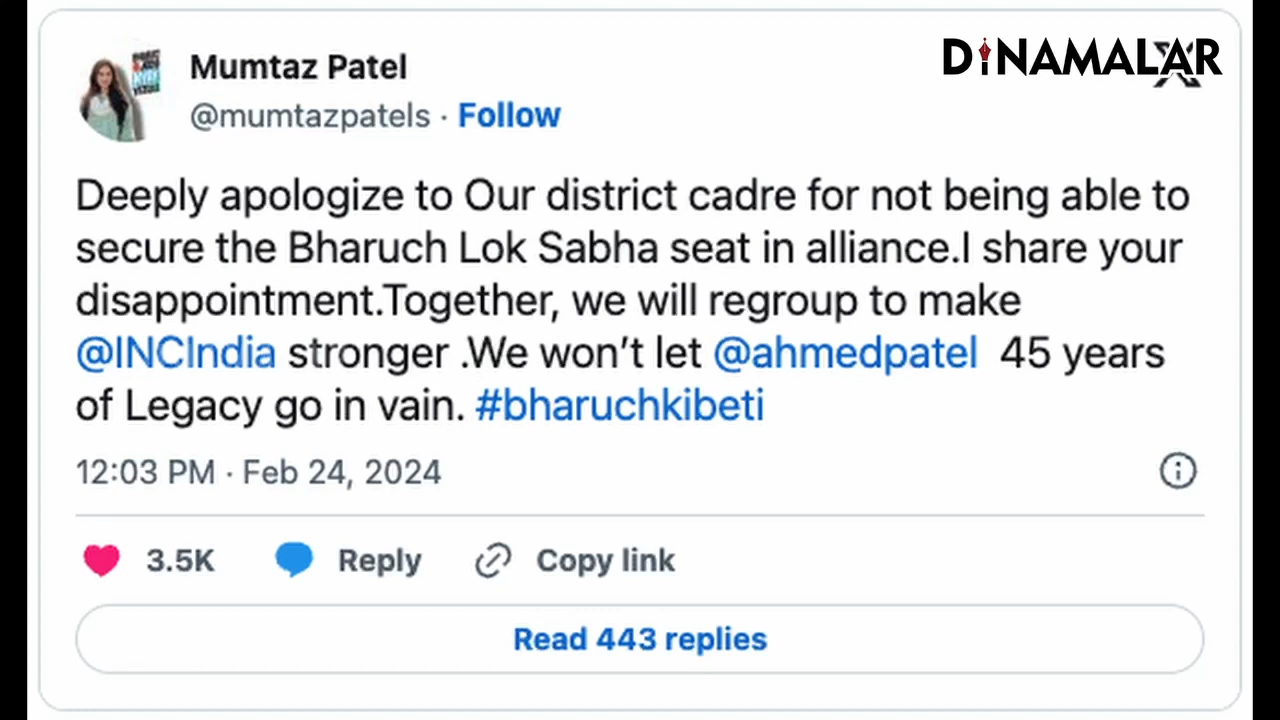 Mumtaz Patel
DiNAMALAR
@mumtazpatels · Follow
Deeply apologize to Our district cadre for not being able to
secure the Bharuch Lok Sabha seat in alliance.I share your
disappointment.Together, we will regroup to make
@INCIndia stronger .We won’t let @ahmedpatel 45 years
of Legacy go in vain. #bharuchkibeti
12:03 PM · Feb 24, 2024
3.5K Reply Copy link
Read 443 replies